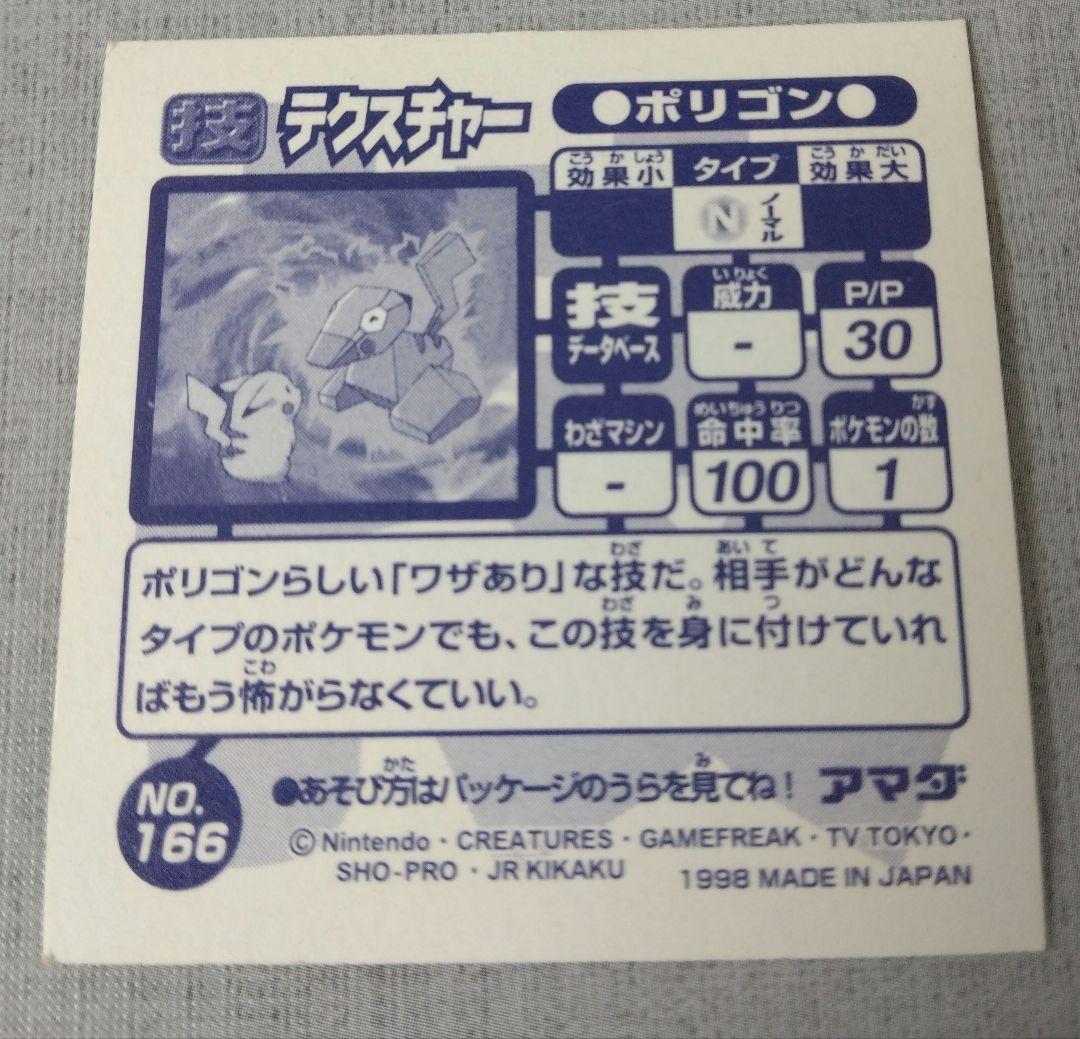 技 テクスチャー
●ポリゴン●
こうかしょう
効果小
タイプ
こうかだい
効果大
N ノーマル
技
データベース
いりょく
威力
-
P/P
30
わざマシン
-
めいちゅうりつ
命中率
100
かず
ポケモンの数
1
わざ あいて
ポリゴンらしい「ワザあり」な技だ。相手がどんな
わざ み つ
タイプのポケモンでも、この技を身に付けていれ
こわ
ばもう怖がらなくていい。
NO.
166
かた み
●あそび方はパッケージのうらを見てね! アマダ
©Nintendo・CREATURES・GAMEFREAK・TV TOKYO・
SHO-PRO・JR KIKAKU 1998 MADE IN JAPAN